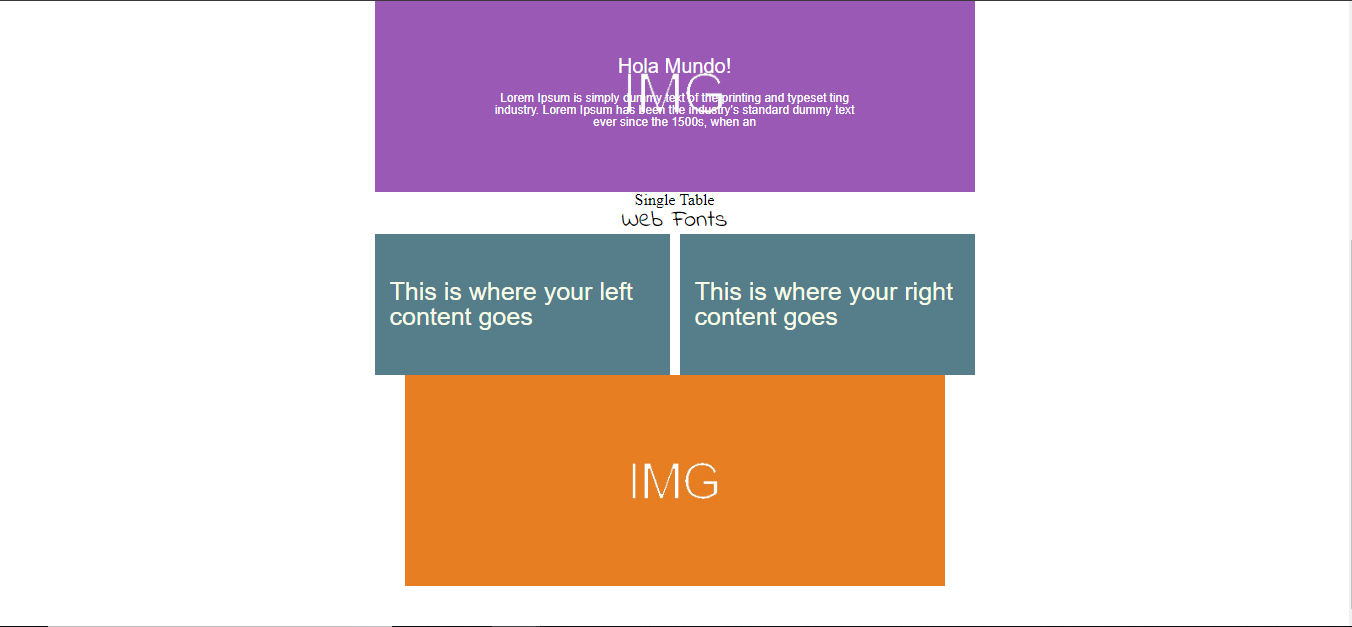 Hola Mundo!
IMG
Lorem Ipsum is simply dummy text of the printing and typeset ting
industry. Lorem Ipsum has been the industry's standard dummy text
ever since the 1500s, when an
Single Table
Web Fonts
This is where your left
content goes
This is where your right
content goes
IMG